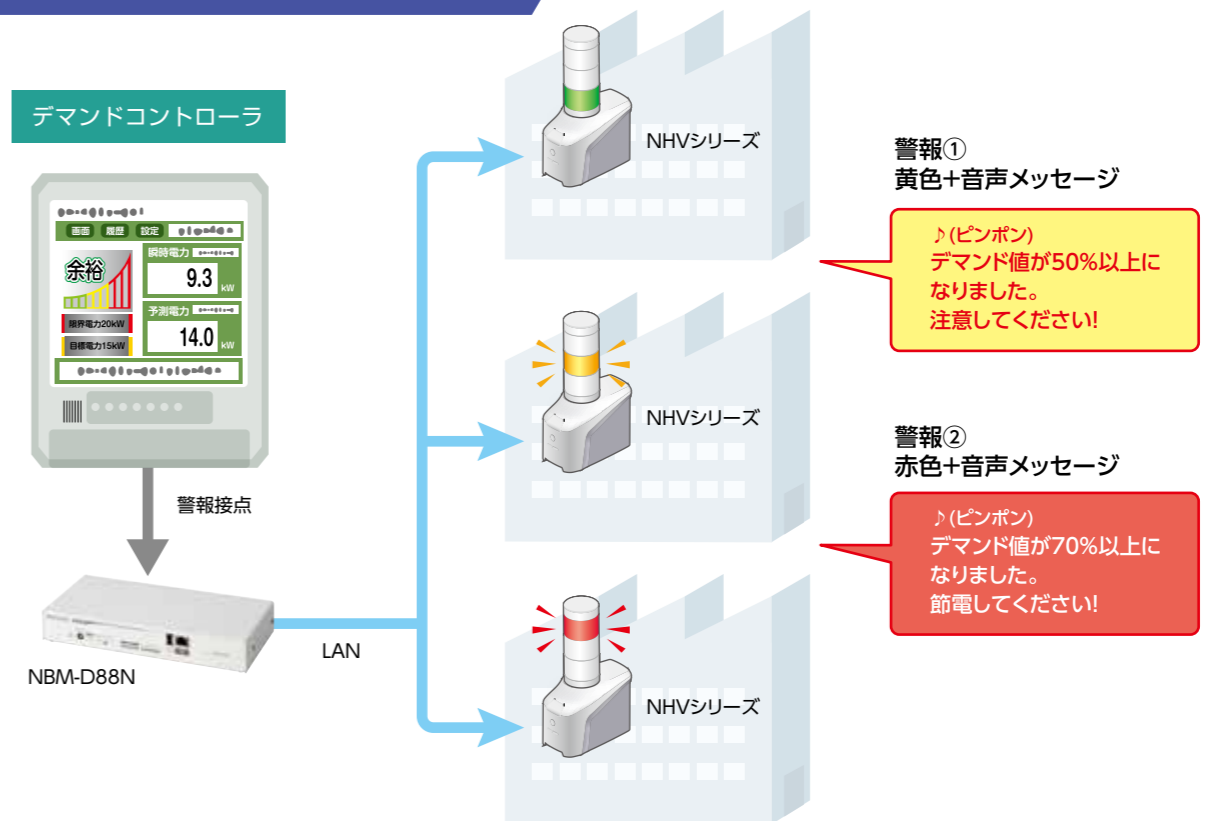 デマンドコントローラ
画面 履歴 設定
余裕
瞬時電力
9.3 kW
限界電力20kW
目標電力15kW
予測電力
14.0 kW
警報接点
NBM-D88N
LAN
NHVシリーズ
NHVシリーズ
NHVシリーズ
警報①
黄色+音声メッセージ
♪(ピンポン)
デマンド値が50%以上に
なりました。
注意してください!
警報②
赤色+音声メッセージ
♪(ピンポン)
デマンド値が70%以上に
なりました。
節電してください!